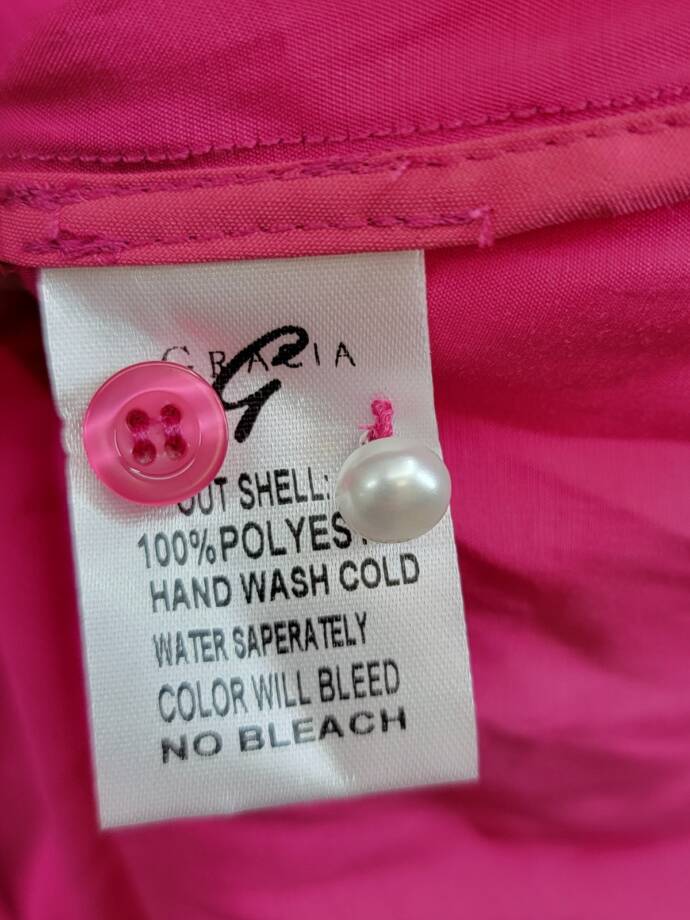 GRACIA
G
OUT SHELL:
100%POLYES
HAND WASH COLD
WATER SAPERATELY
COLOR WILL BLEED
NO BLEACH